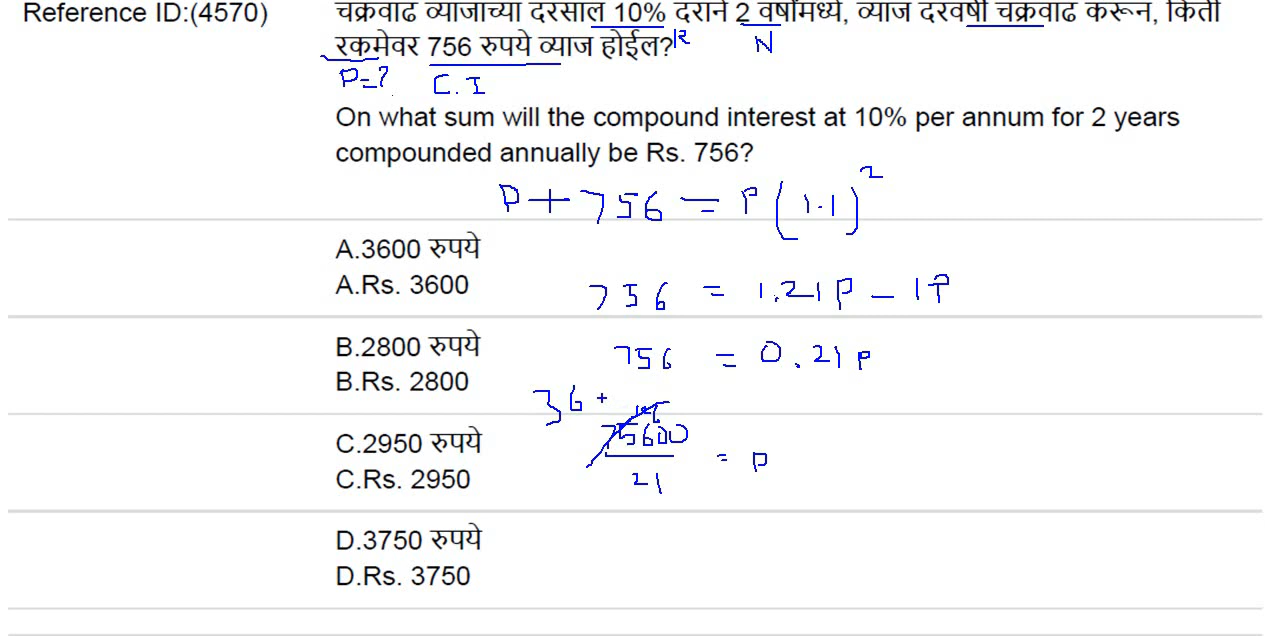 Reference ID:(4570) चक्रवाढ व्याजाच्या दरसाल 10% दराने 2 वर्षांमध्ये, व्याज दरवर्षी चक्रवाढ करून, किती
रकमेवर 756 रुपये व्याज होईल? R N
P=? C.I
On what sum will the compound interest at 10% per annum for 2 years
compounded annually be Rs. 756?
P+756 = P(1.1)²
A.3600 रुपये
A.Rs. 3600 756 = 1.21P - 1P
B.2800 रुपये 756 = 0.21P
B.Rs. 2800
36+
C.2950 रुपये 75600 = P
C.Rs. 2950 21
D.3750 रुपये
D.Rs. 3750